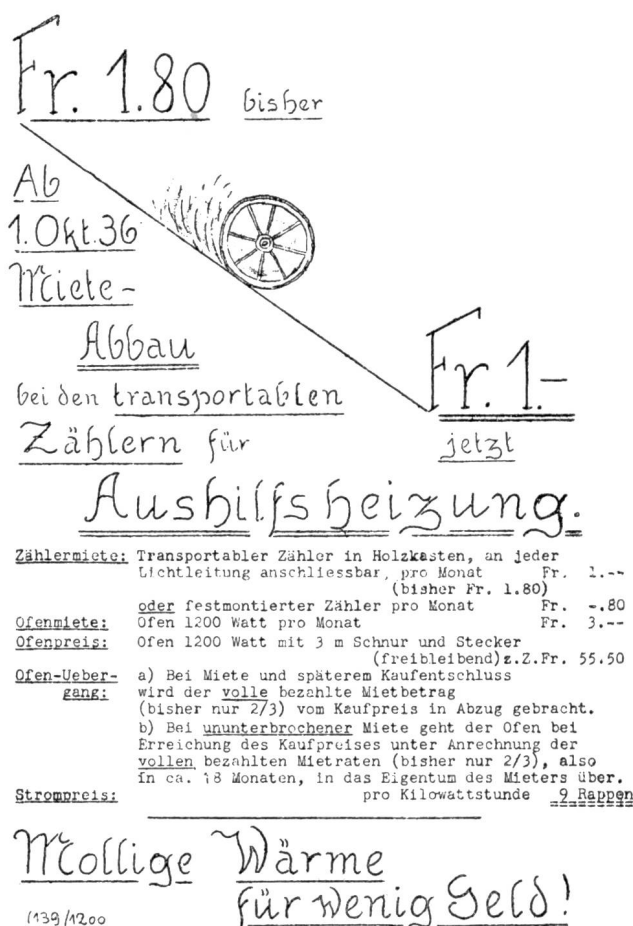 Fr. 1.80 bisher
Ab
1. Okt. 36
Miete-
Abbau
bei den transportablen
Zählern für
Fr. 1.–
jetzt
Aushilfsheizung.
Zählermiete: Transportabler Zähler in Holzkasten, an jeder
Lichtleitung anschliessbar, pro Monat Fr. 1.--
(bisher Fr. 1.80)
oder festmontierter Zähler pro Monat Fr. -.80
Ofenmiete: Ofen 1200 Watt pro Monat Fr. 3.--
Ofenpreis: Ofen 1200 Watt mit 3 m Schnur und Stecker
(freibleibend)z.Z.Fr. 55.50
Ofen-Ueber- a) Bei Miete und späterem Kaufentschluss
gang: wird der volle bezahlte Mietbetrag
(bisher nur 2/3) vom Kaufpreis in Abzug gebracht.
b) Bei ununterbrochener Miete geht der Ofen bei
Erreichung des Kaufpreises unter Anrechnung der
vollen bezahlten Mietraten (bisher nur 2/3), also
in ca. 18 Monaten, in das Eigentum des Mieters über.
Strompreis: pro Kilowattstunde 9 Rappen
Mollige Wärme
für wenig Geld!
1139/1200